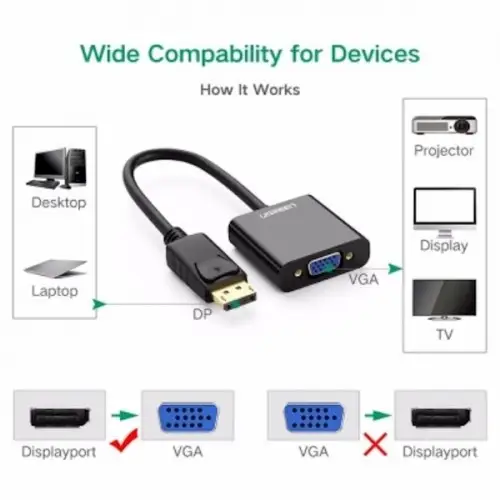 Wide Compability for Devices
How It Works
Desktop
Laptop
DP
UGREEN
VGA
Projector
Display
TV
Displayport
VGA
VGA
Displayport